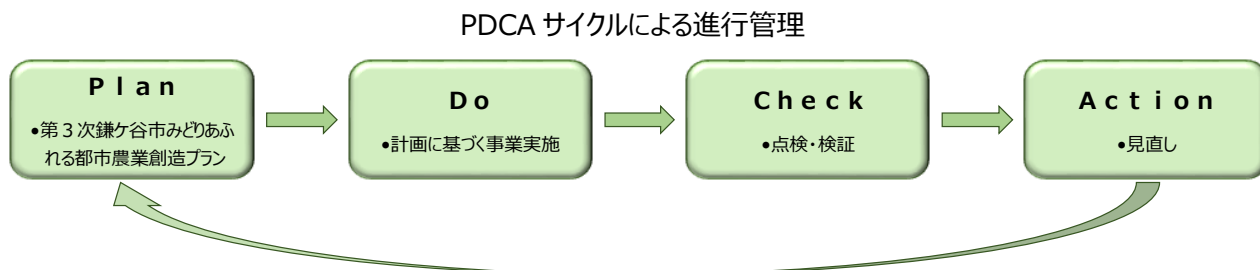 PDCA サイクルによる進行管理
Plan
•第３次鎌ケ谷市みどりあふ
れる都市農業創造プラン
Do
•計画に基づく事業実施
Check
•点検・検証
Action
•見直し